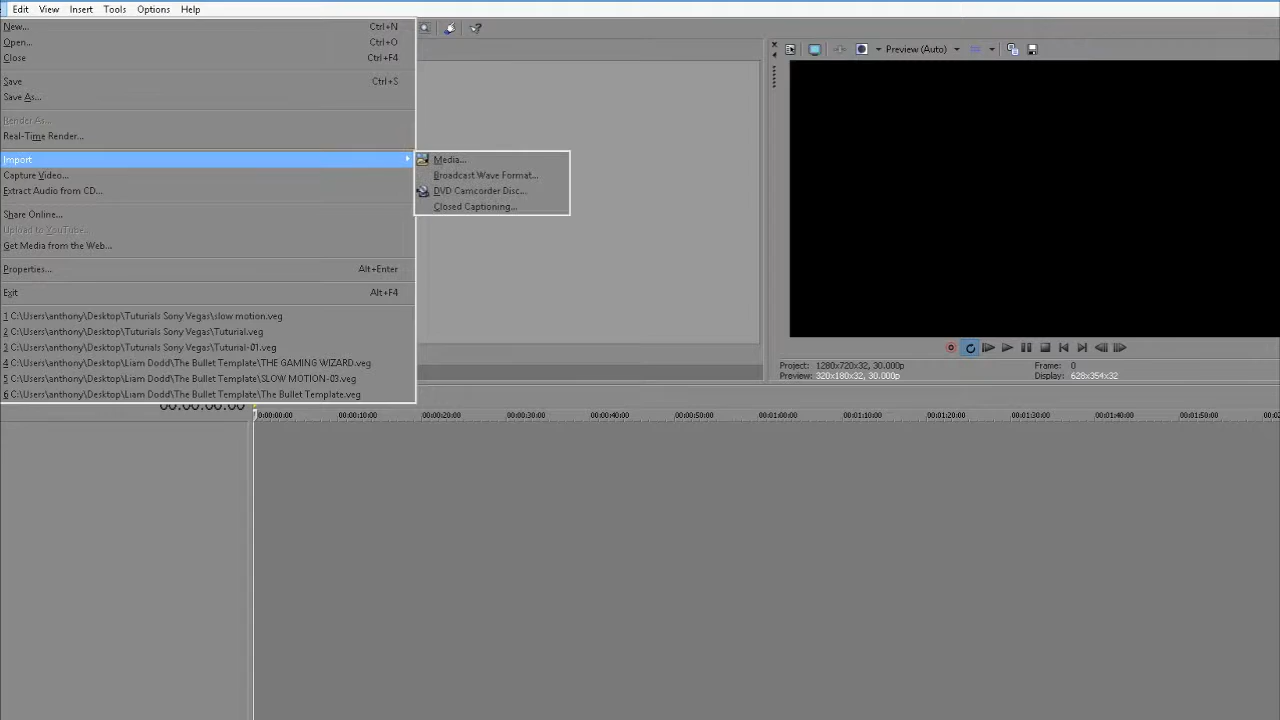 Edit View Insert Tools Options Help
New... Ctrl+N
Open... Ctrl+O
Close Ctrl+F4
Save Ctrl+S
Save As...
Render As...
Real-Time Render...
Import
Capture Video...
Extract Audio from CD...
Share Online...
Upload to YouTube...
Get Media from the Web...
Properties... Alt+Enter
Exit Alt+F4
1 C:\Users\anthony\Desktop\Tuturials Sony Vegas\slow motion.veg
2 C:\Users\anthony\Desktop\Tuturials Sony Vegas\Tuturial.veg
3 C:\Users\anthony\Desktop\Tuturials Sony Vegas\Tuturial-01.veg
4 C:\Users\anthony\Desktop\Liam Dodd\The Bullet Template\THE GAMING WIZARD.veg
5 C:\Users\anthony\Desktop\Liam Dodd\The Bullet Template\SLOW MOTION-03.veg
6 C:\Users\anthony\Desktop\Liam Dodd\The Bullet Template\The Bullet Template.veg
Media...
Broadcast Wave Format...
DVD Camcorder Disc...
Closed Captioning...
Preview (Auto)
Project: 1280x720x32, 30.000p Frame: 0
Preview: 320x180x32, 30.000p Display: 628x354x32
00:00:00:00
00:00:00:00 00:00:10:00 00:00:20:00 00:00:30:00 00:00:40:00 00:00:50:00 00:01:00:00 00:01:10:00 00:01:20:00 00:01:30:00 00:01:40:00 00:01:50:00